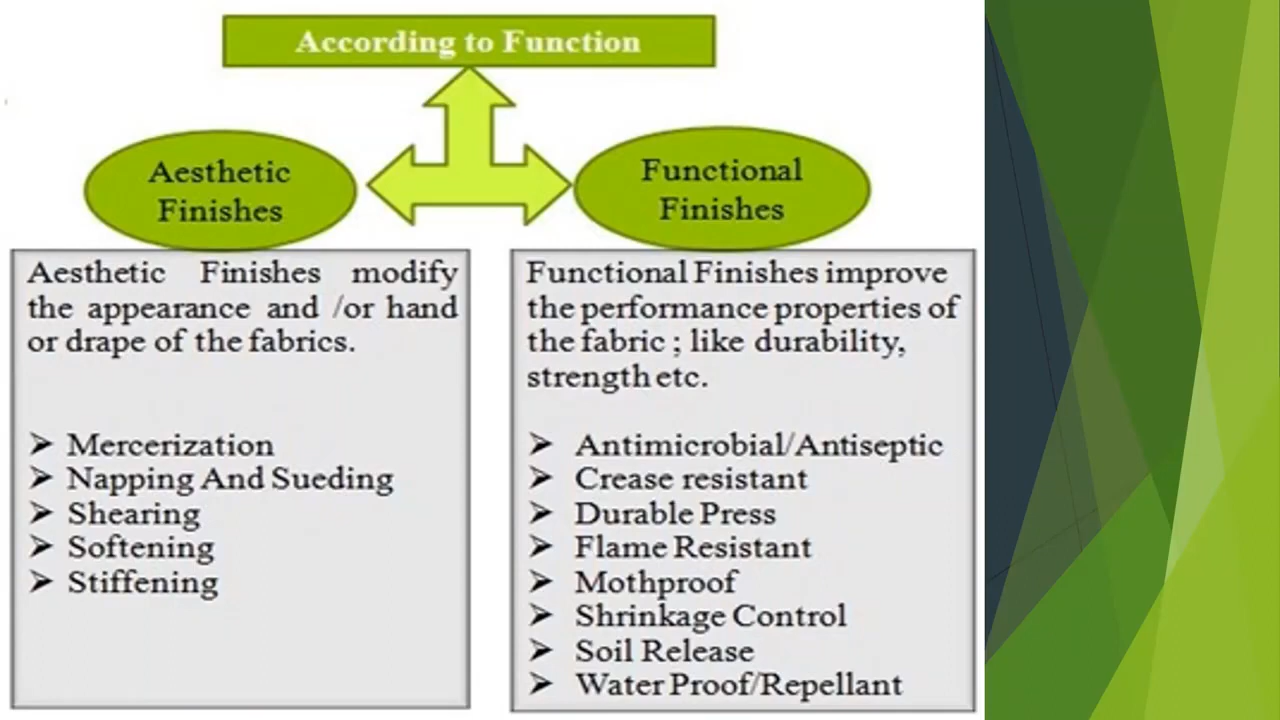 According to Function
Aesthetic
Finishes
Functional
Finishes
Aesthetic Finishes modify
the appearance and /or hand
or drape of the fabrics.
➢ Mercerization
➢ Napping And Sueding
➢ Shearing
➢ Softening
➢ Stiffening
Functional Finishes improve
the performance properties of
the fabric ; like durability,
strength etc.
➢ Antimicrobial/Antiseptic
➢ Crease resistant
➢ Durable Press
➢ Flame Resistant
➢ Mothproof
➢ Shrinkage Control
➢ Soil Release
➢ Water Proof/Repellant